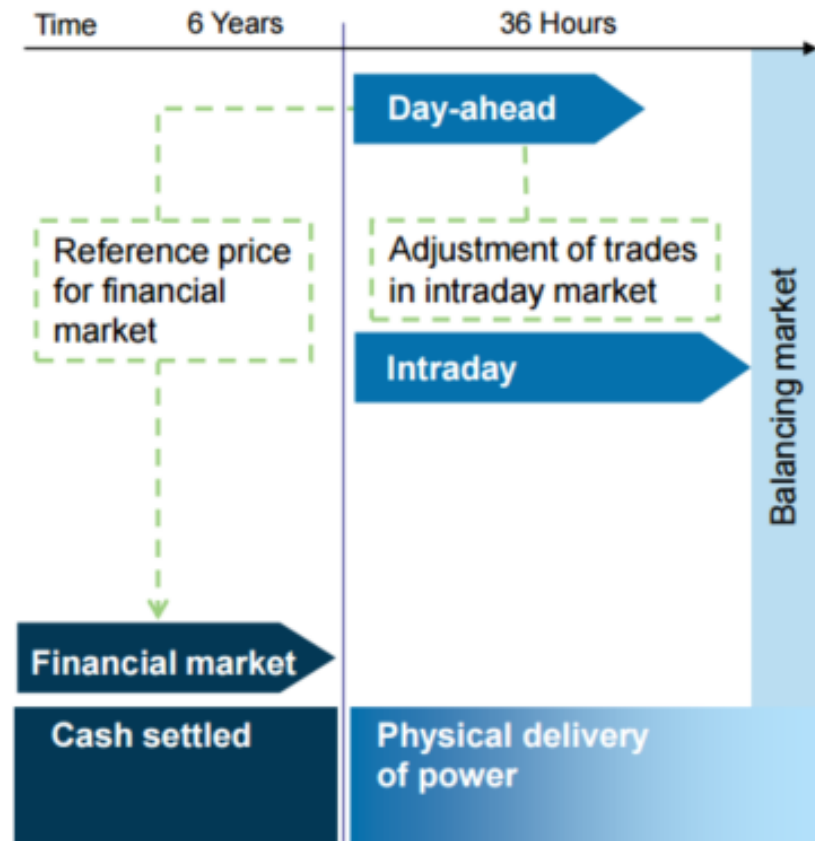 Time 6 Years 36 Hours
Day-ahead
Reference price
for financial
market
Adjustment of trades
in intraday market
Intraday
Balancing market
Financial market
Cash settled
Physical delivery
of power